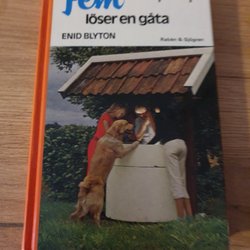 fem
löser en gåta
ENID BLYTON
Rabén & Sjögren